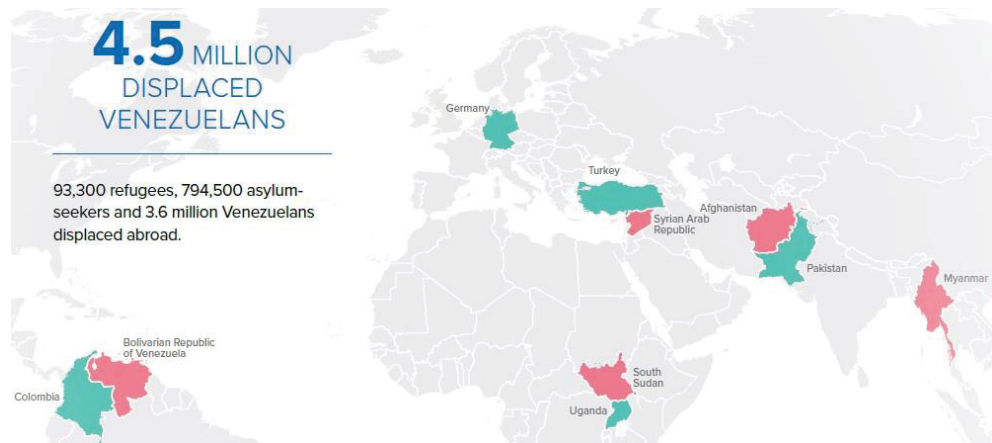 4.5 MILLION
DISPLACED
VENEZUELANS
93,300 refugees, 794,500 asylum-
seekers and 3.6 million Venezuelans
displaced abroad.
Germany
Turkey
Syrian Arab
Republic
Afghanistan
Pakistan
Myanmar
Bolivarian Republic
of Venezuela
Colombia
South
Sudan
Uganda